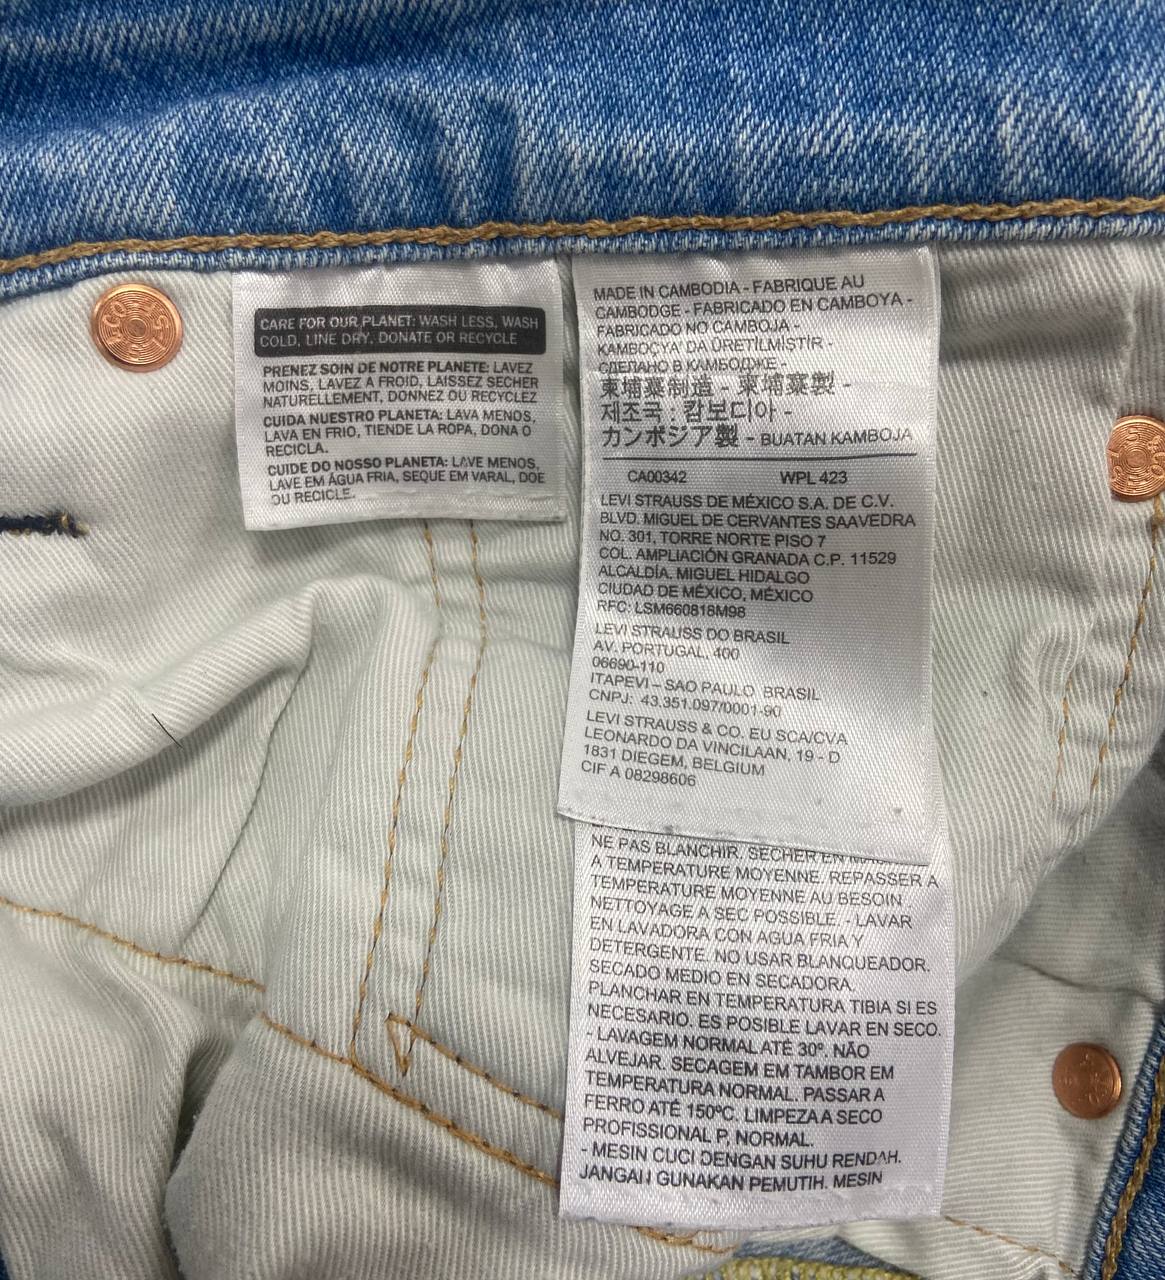 CARE FOR OUR PLANET: WASH LESS, WASH
COLD, LINE DRY, DONATE OR RECYCLE
PRENEZ SOIN DE NOTRE PLANETE: LAVEZ
MOINS, LAVEZ A FROID, LAISSEZ SECHER
NATURELLEMENT, DONNEZ OU RECYCLEZ
CUIDA NUESTRO PLANETA: LAVA MENOS,
LAVA EN FRIO, TIENDE LA ROPA, DONA O
RECICLA.
CUIDE DO NOSSO PLANETA: LAVE MENOS,
LAVE EM ÁGUA FRIA, SEQUE EM VARAL, DOE
OU RECICLE.
MADE IN CAMBODIA - FABRIQUE AU
CAMBODGE - FABRICADO EN CAMBOYA -
FABRICADO NO CAMBOJA -
KAMBOÇYA' DA ÜRETİLMİŞTİR -
СДЕЛАНО В КАМБОДЖЕ -
柬埔寨制造 - 柬埔寨製 -
제조국 : 캄보디아 -
カンボジア製 - BUATAN KAMBOJA
CA00342 WPL 423
LEVI STRAUSS DE MÉXICO S.A. DE C.V.
BLVD. MIGUEL DE CERVANTES SAAVEDRA
NO. 301, TORRE NORTE PISO 7
COL. AMPLIACIÓN GRANADA C.P. 11529
ALCALDÍA. MIGUEL HIDALGO
CIUDAD DE MÉXICO, MÉXICO
RFC: LSM660818M98
LEVI STRAUSS DO BRASIL
AV. PORTUGAL, 400
06690-110
ITAPEVI – SAO PAULO BRASIL
CNPJ: 43.351.097/0001-90
LEVI STRAUSS & CO. EU SCA/CVA
LEONARDO DA VINCILAAN, 19 - D
1831 DIEGEM, BELGIUM
CIF A 08298606
NE PAS BLANCHIR. SECHER EN
A TEMPERATURE MOYENNE. REPASSER A
TEMPERATURE MOYENNE AU BESOIN
NETTOYAGE A SEC POSSIBLE. - LAVAR
EN LAVADORA CON AGUA FRIA Y
DETERGENTE. NO USAR BLANQUEADOR.
SECADO MEDIO EN SECADORA.
PLANCHAR EN TEMPERATURA TIBIA SI ES
NECESARIO. ES POSIBLE LAVAR EN SECO.
- LAVAGEM NORMAL ATÉ 30º. NÃO
ALVEJAR. SECAGEM EM TAMBOR EM
TEMPERATURA NORMAL. PASSAR A
FERRO ATÉ 150ºC. LIMPEZA A SECO
PROFISSIONAL P, NORMAL.
- MESIN CUCI DENGAN SUHU RENDAH.
JANGAN GUNAKAN PEMUTIH. MESIN